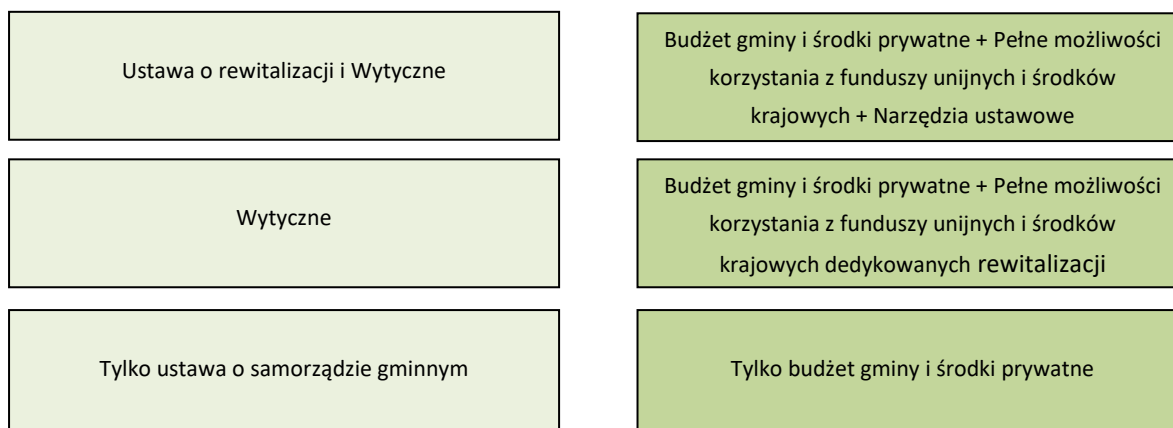 Ustawa o rewitalizacji i Wytyczne
Budżet gminy i środki prywatne + Pełne możliwości
korzystania z funduszy unijnych i środków
krajowych + Narzędzia ustawowe
Wytyczne
Budżet gminy i środki prywatne + Pełne możliwości
korzystania z funduszy unijnych i środków
krajowych dedykowanych rewitalizacji
Tylko ustawa o samorządzie gminnym
Tylko budżet gminy i środki prywatne